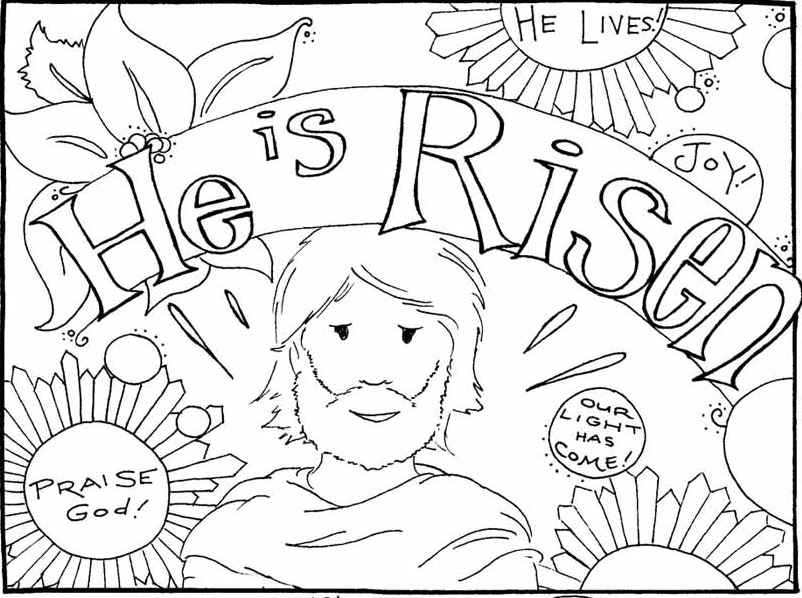 HE LIVES!
JOY!
He is Risen
OUR
LIGHT
HAS
COME!
PRAISE
God!